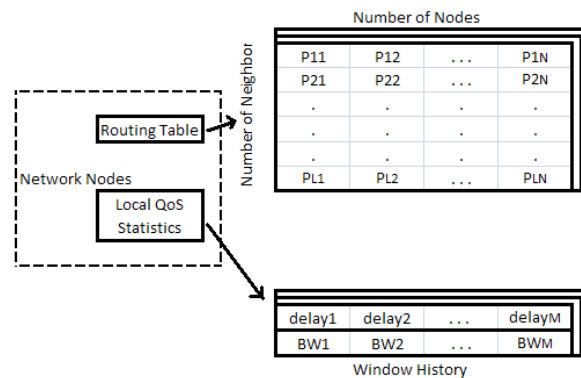 Number of Nodes
Number of Neighbor
P11 P12 ... P1N
P21 P22 ... P2N
. . . .
. . . .
. . . .
PL1 PL2 ... PLN
Routing Table
Network Nodes
Local QoS
Statistics
delay1 delay2 ... delayM
BW1 BW2 ... BWM
Window History